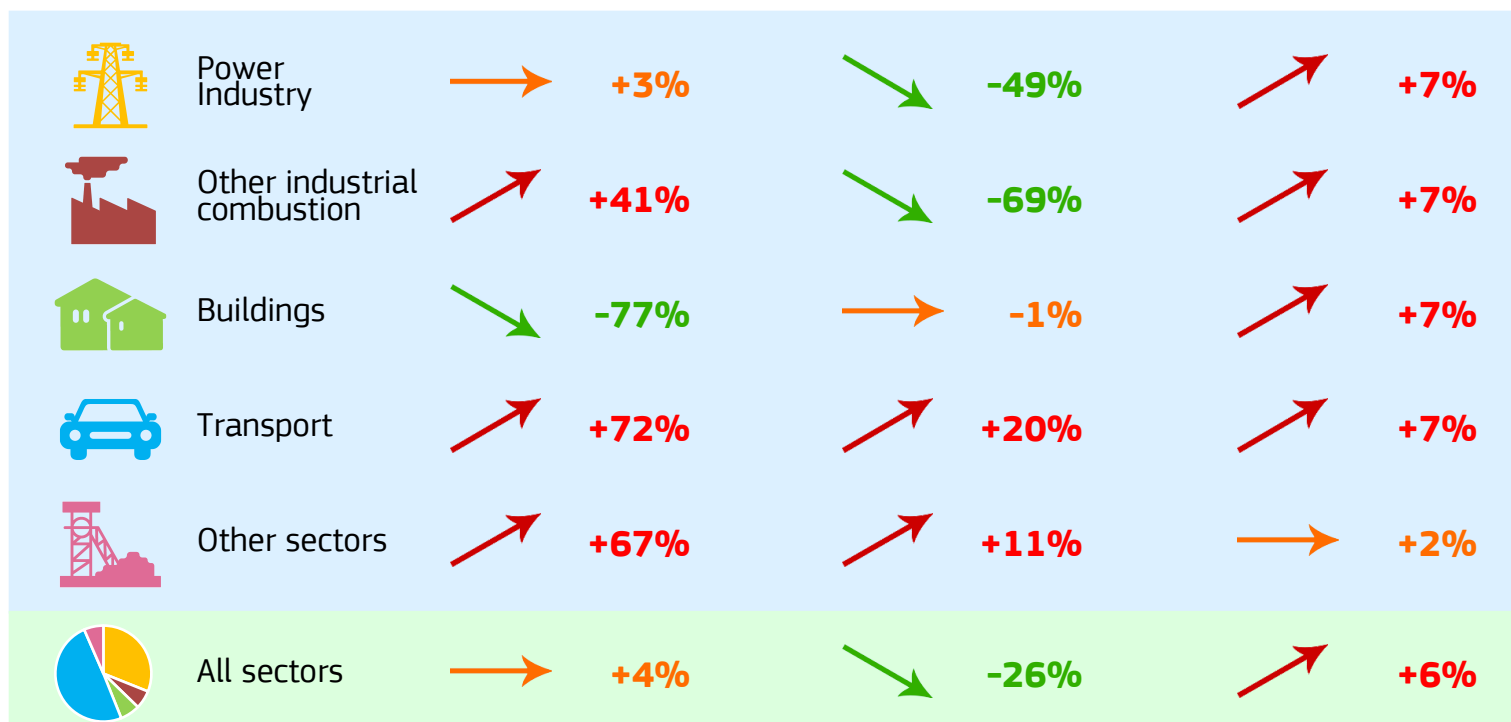 Power
Industry
+3%
-49%
+7%
Other industrial
combustion
+41%
-69%
+7%
Buildings
-77%
-1%
+7%
Transport
+72%
+20%
+7%
Other sectors
+67%
+11%
+2%
All sectors
+4%
-26%
+6%